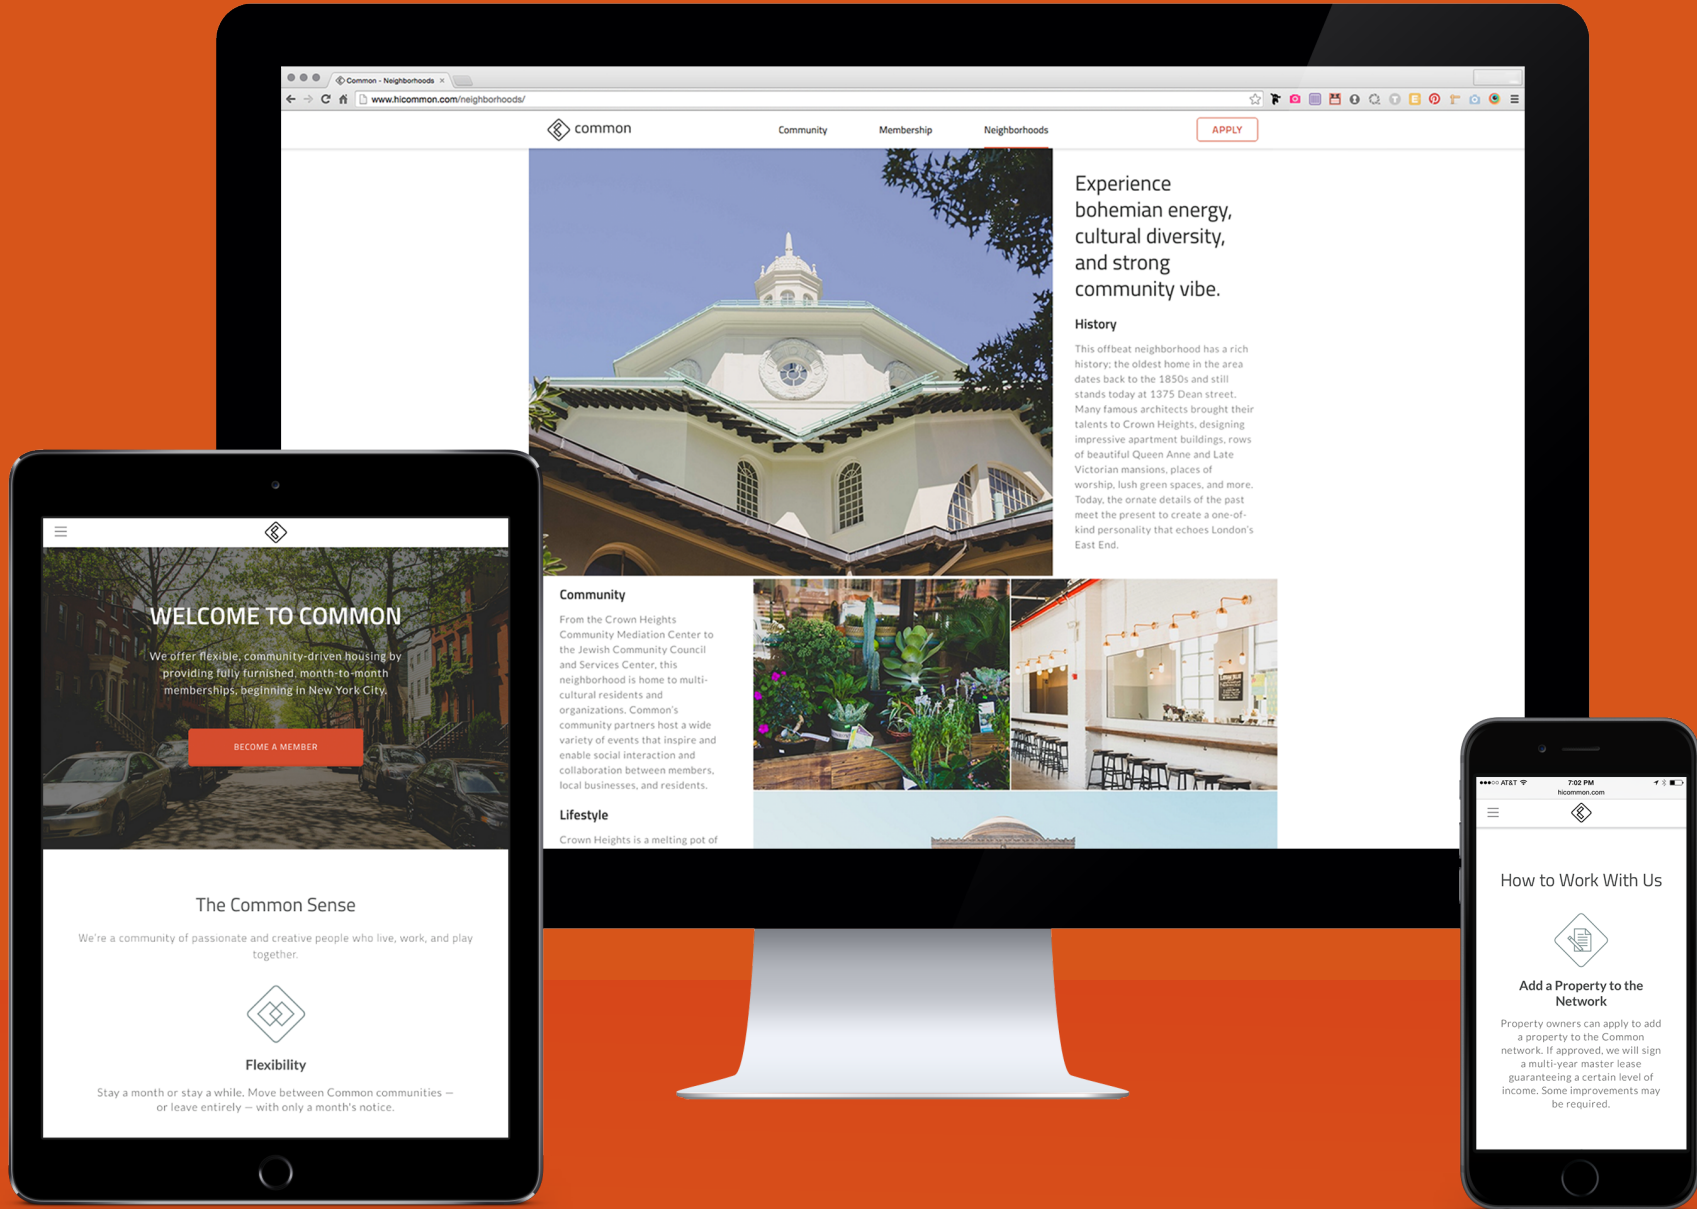 Common - Neighborhoods
www.hicommon.com/neighborhoods/
common
Community
Membership
Neighborhoods
APPLY
Experience
bohemian energy,
cultural diversity,
and strong
community vibe.
History
This offbeat neighborhood has a rich
history; the oldest home in the area
dates back to the 1850s and still
stands today at 1375 Dean street.
Many famous architects brought their
talents to Crown Heights, designing
impressive apartment buildings, rows
of beautiful Queen Anne and Late
Victorian mansions, places of
worship, lush green spaces, and more.
Today, the ornate details of the past
meet the present to create a one-of-
kind personality that echoes London's
East End.
Community
From the Crown Heights
Community Mediation Center to
the Jewish Community Council
and Services Center, this
neighborhood is home to multi-
cultural residents and
organizations. Common's
community partners host a wide
variety of events that inspire and
enable social interaction and
collaboration between members,
local businesses, and residents.
Lifestyle
Crown Heights is a melting pot of
WELCOME TO COMMON
We offer flexible, community-driven housing by
providing fully furnished, month-to-month
memberships, beginning in New York City.
BECOME A MEMBER
The Common Sense
We're a community of passionate and creative people who live, work, and play
together.
Flexibility
Stay a month or stay a while. Move between Common communities —
or leave entirely — with only a month's notice.
AT&T
7:02 PM
hicommon.com
How to Work With Us
Add a Property to the
Network
Property owners can apply to add
a property to the Common
network. If approved, we will sign
a multi-year master lease
guaranteeing a certain level of
income. Some improvements may
be required.